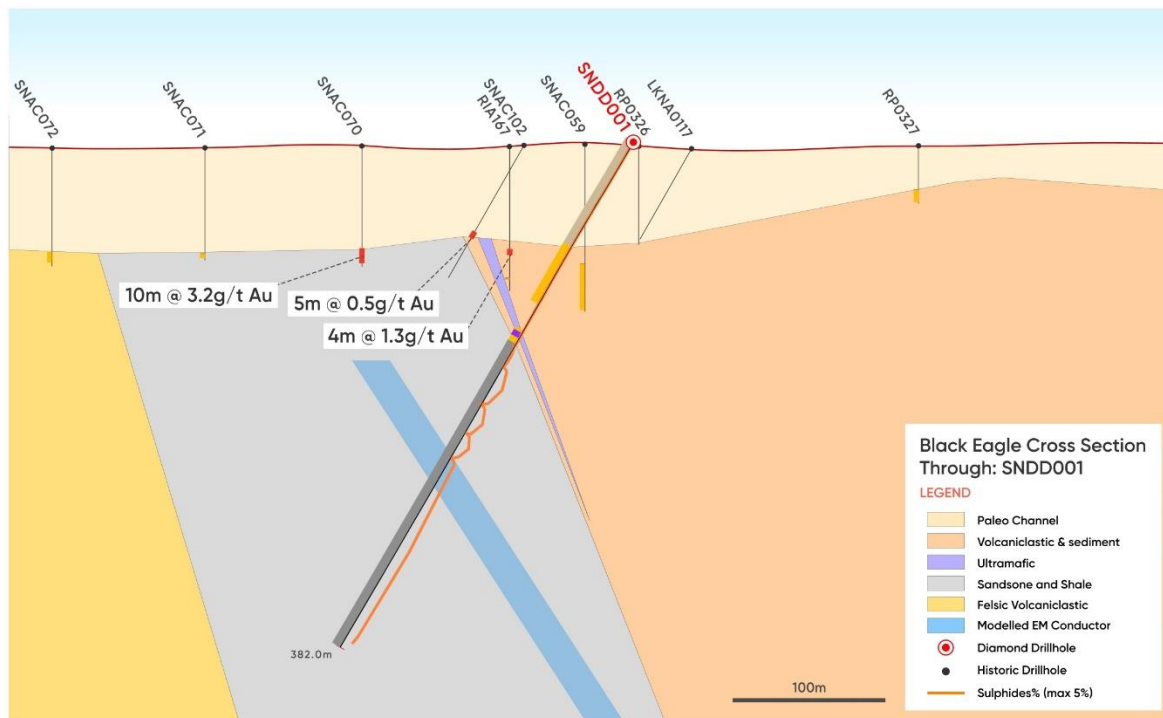 SNAC072
SNAC071
SNAC070
SNAC102
RIA167
SNAC059
SNDD001
RP0326
LKNA0117
RP0327
10m @ 3.2g/t Au
5m @ 0.5g/t Au
4m @ 1.3g/t Au
382.0m
100m
Black Eagle Cross Section
Through: SNDD001
LEGEND
Paleo Channel
Volcaniclastic & sediment
Ultramafic
Sandsone and Shale
Felsic Volcaniclastic
Modelled EM Conductor
Diamond Drillhole
Historic Drillhole
Sulphides% (max 5%)